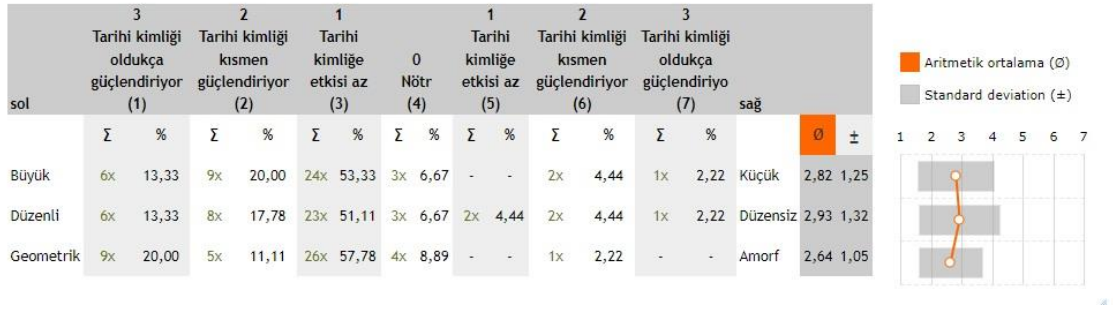 3 2 1 1 2 3
Tarihi kimliği Tarihi kimliği Tarihi Tarihi Tarihi kimliği Tarihi kimliği
oldukça kısmen kimliğe 0 kimliğe kısmen oldukça
güçlendiriyor güçlendiriyor etkisi az Nötr etkisi az güçlendiriyor güçlendiriyo
sol (1) (2) (3) (4) (5) (6) (7) sağ
Σ % Σ % Σ % Σ % Σ % Σ % Σ % Ø ±
Büyük 6x 13,33 9x 20,00 24x 53,33 3x 6,67 - - 2x 4,44 1x 2,22 Küçük 2,82 1,25
Düzenli 6x 13,33 8x 17,78 23x 51,11 3x 6,67 2x 4,44 2x 4,44 1x 2,22 Düzensiz 2,93 1,32
Geometrik 9x 20,00 5x 11,11 26x 57,78 4x 8,89 - - 1x 2,22 - - Amorf 2,64 1,05
Aritmetik ortalama (Ø)
Standard deviation (±)
1 2 3 4 5 6 7